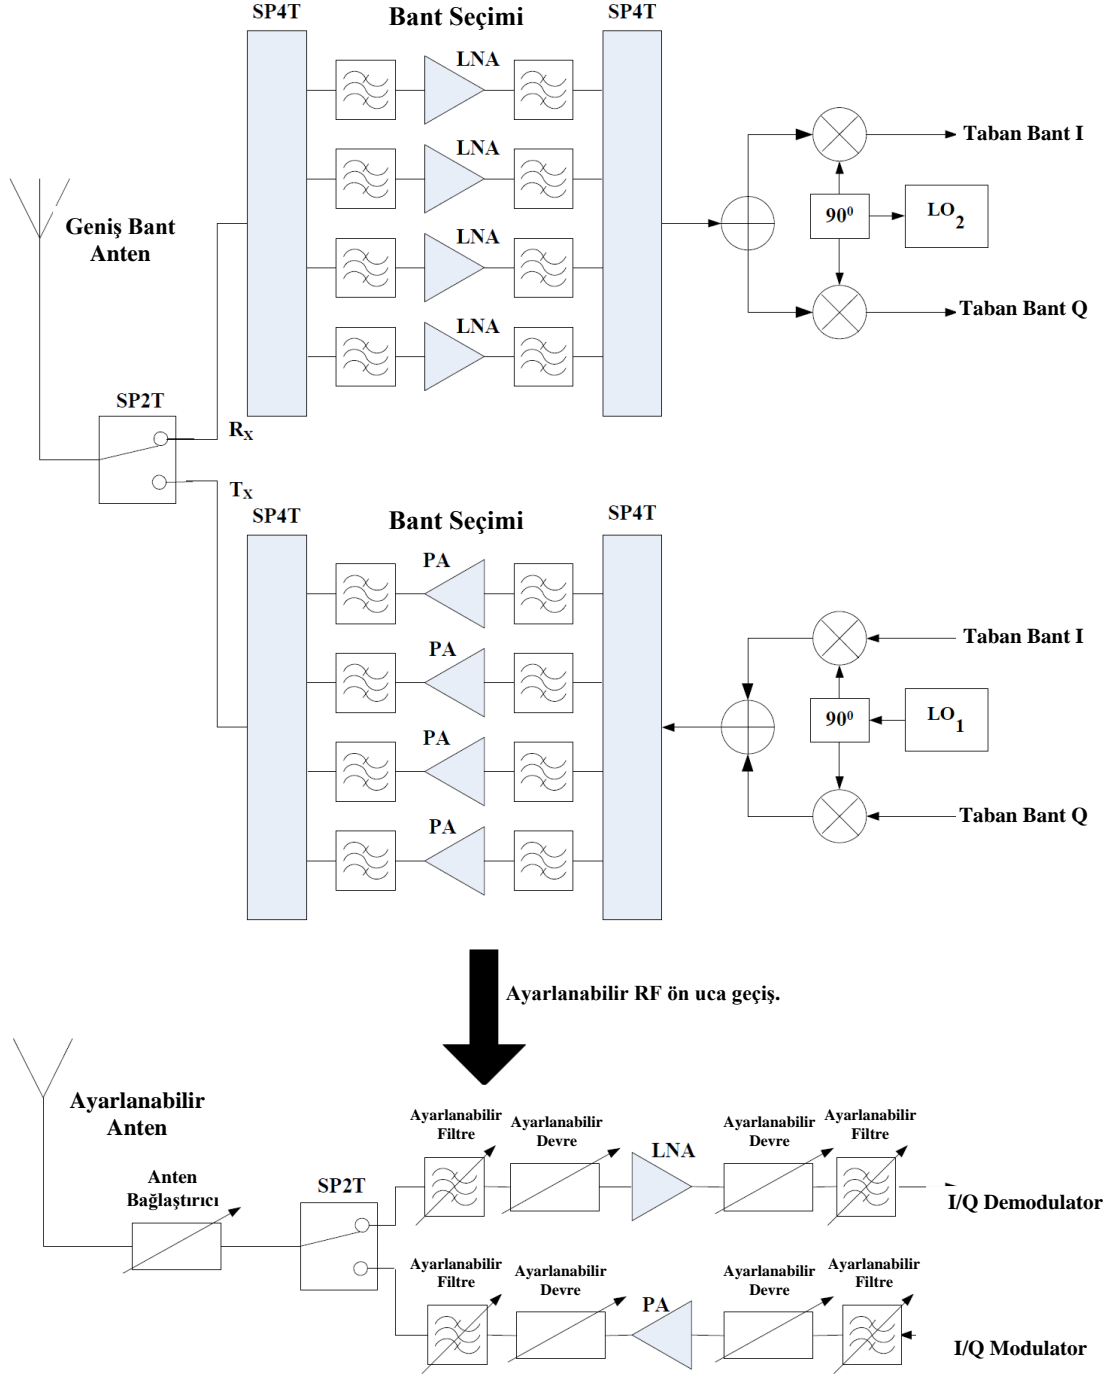 SP4T
Bant Seçimi
SP4T
LNA
LNA
LNA
LNA
Geniş Bant
Anten
Taban Bant I
90⁰
LO₂
Taban Bant Q
SP2T
Rx
Tx
SP4T
Bant Seçimi
SP4T
PA
PA
PA
PA
Taban Bant I
90⁰
LO₁
Taban Bant Q
Ayarlanabilir RF ön uca geçiş.
Ayarlanabilir
Anten
Anten
Bağlaştırıcı
SP2T
Ayarlanabilir
Filtre
Ayarlanabilir
Devre
LNA
Ayarlanabilir
Devre
Ayarlanabilir
Filtre
I/Q Demodulator
Ayarlanabilir
Filtre
Ayarlanabilir
Devre
PA
Ayarlanabilir
Devre
Ayarlanabilir
Filtre
I/Q Modulator